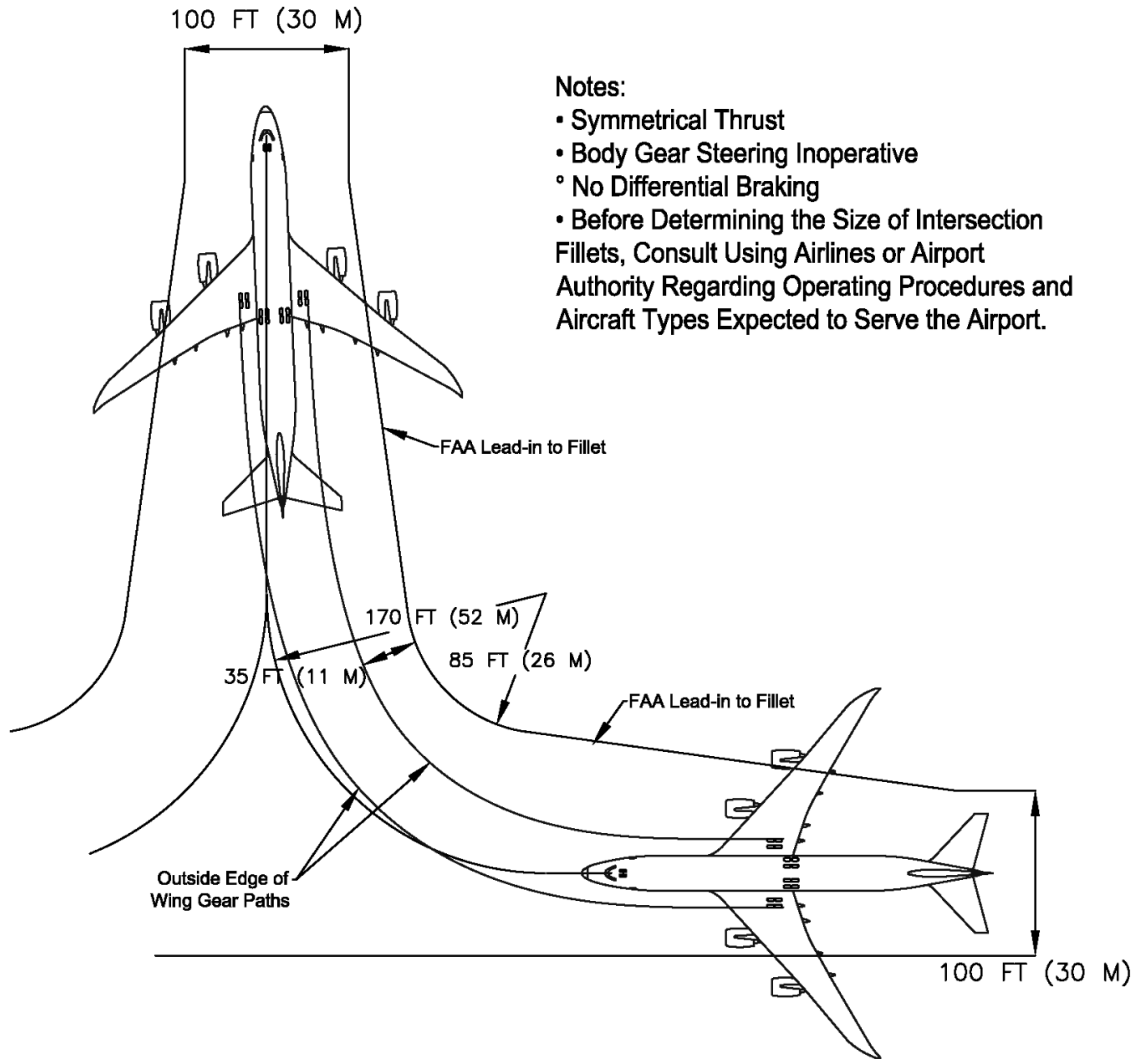 100 FT (30 M)
Notes:
• Symmetrical Thrust
• Body Gear Steering Inoperative
° No Differential Braking
• Before Determining the Size of Intersection
Fillets, Consult Using Airlines or Airport
Authority Regarding Operating Procedures and
Aircraft Types Expected to Serve the Airport.
FAA Lead-in to Fillet
170 FT (52 M)
85 FT (26 M)
35 FT (11 M)
FAA Lead-in to Fillet
Outside Edge of
Wing Gear Paths
100 FT (30 M)